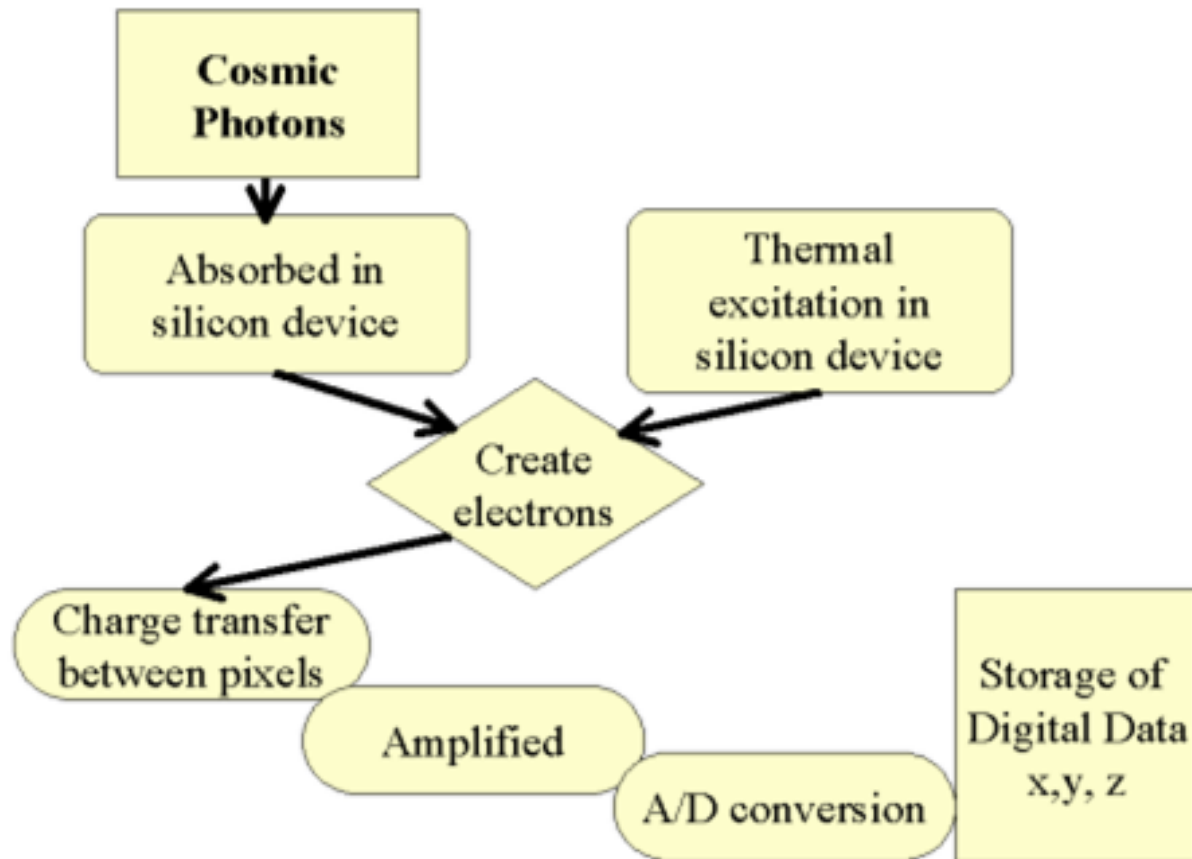 Cosmic
Photons
Absorbed in
silicon device
Thermal
excitation in
silicon device
Create
electrons
Charge transfer
between pixels
Amplified
A/D conversion
Storage of
Digital Data
x,y, z